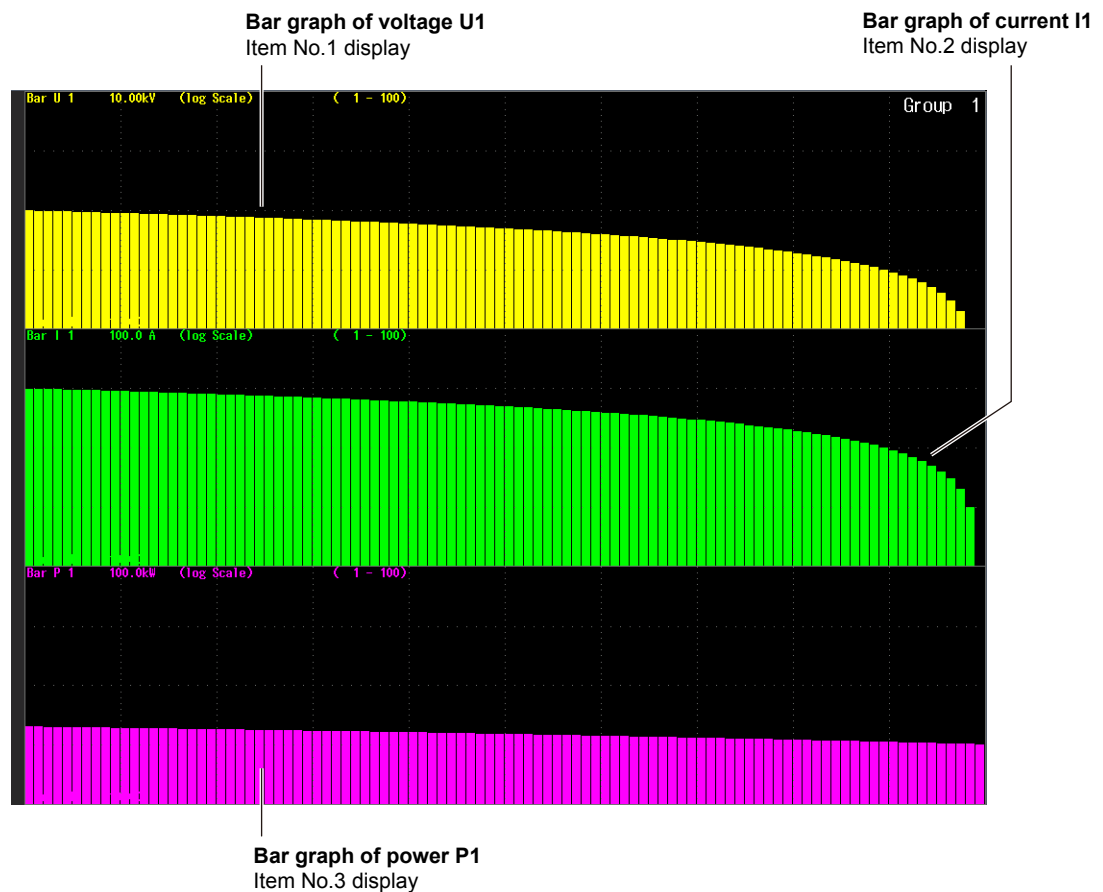 Bar graph of voltage U1
Item No.1 display
Bar graph of current I1
Item No.2 display
Bar U 1 10.00kV (log Scale) ( 1 - 100)
Group 1
Bar I 1 100.0 A (log Scale) ( 1 - 100)
Bar P 1 100.0kW (log Scale) ( 1 - 100)
Bar graph of power P1
Item No.3 display